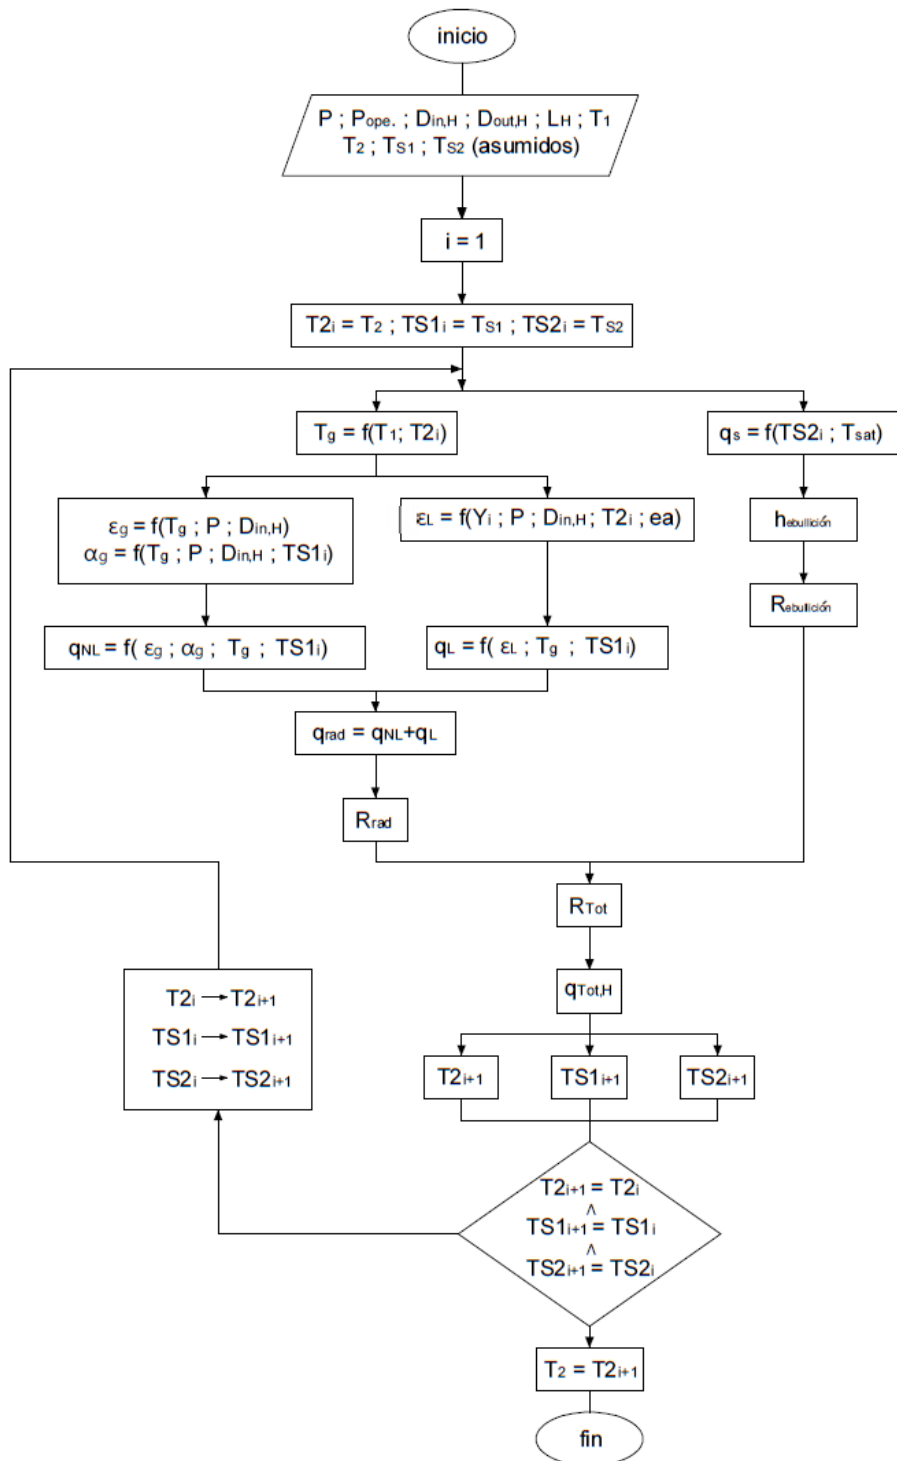 inicio
P ; Pope. ; Din,H ; Dout,H ; LH ; T1
T2 ; TS1 ; TS2 (asumidos)
i = 1
T2i = T2 ; TS1i = TS1 ; TS2i = TS2
Tg = f(T1; T2i)
qs = f(TS2i ; Tsat)
εg = f(Tg ; P ; Din,H)
αg = f(Tg ; P ; Din,H ; TS1i)
εL = f(Yi ; P ; Din,H ; T2i ; ea)
hebullición
Rebullición
qNL = f( εg ; αg ; Tg ; TS1i)
qL = f( εL ; Tg ; TS1i)
qrad = qNL+qL
Rrad
RTot
qTot,H
T2i → T2i+1
TS1i → TS1i+1
TS2i → TS2i+1
T2i+1
TS1i+1
TS2i+1
T2i+1 = T2i
^
TS1i+1 = TS1i
^
TS2i+1 = TS2i
T2 = T2i+1
fin